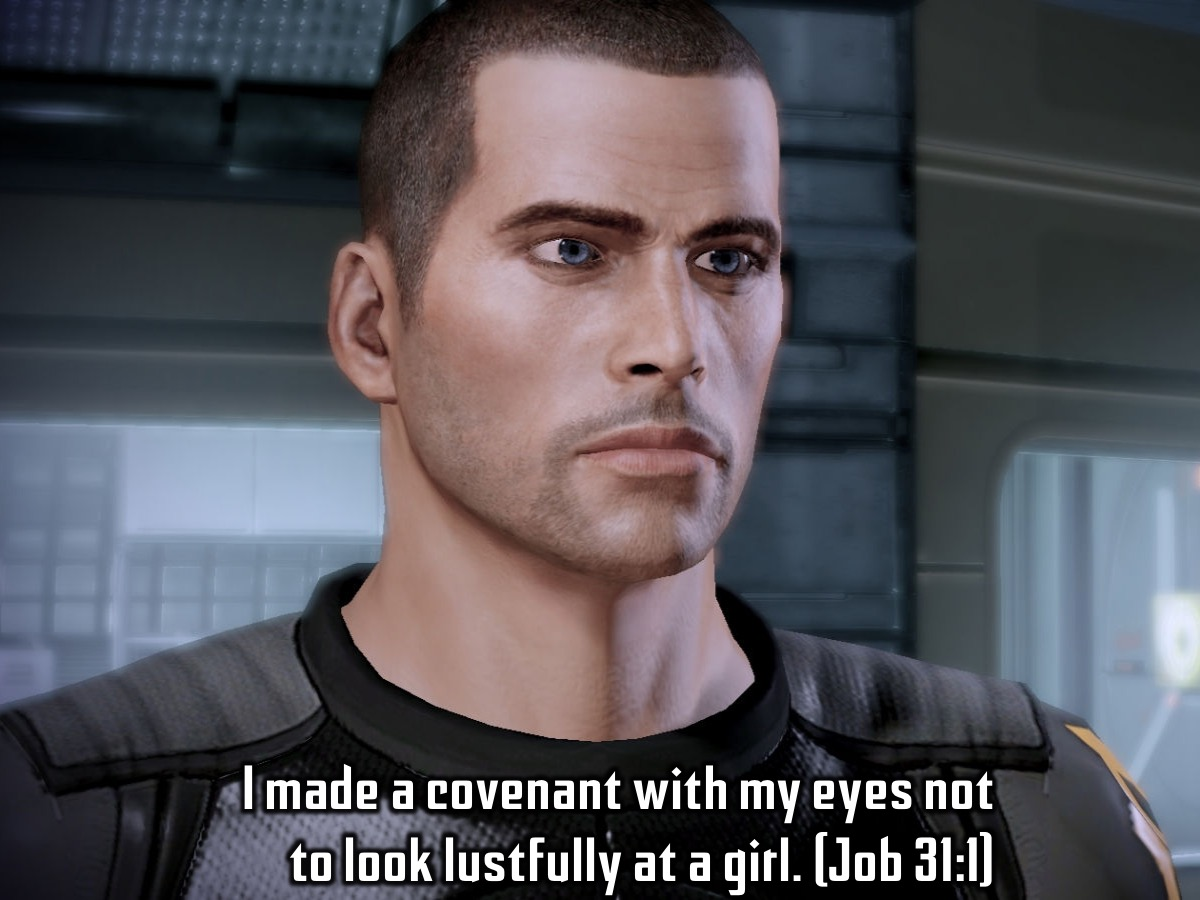 I made a covenant with my eyes not
to look lustfully at a girl. (Job 31:1)